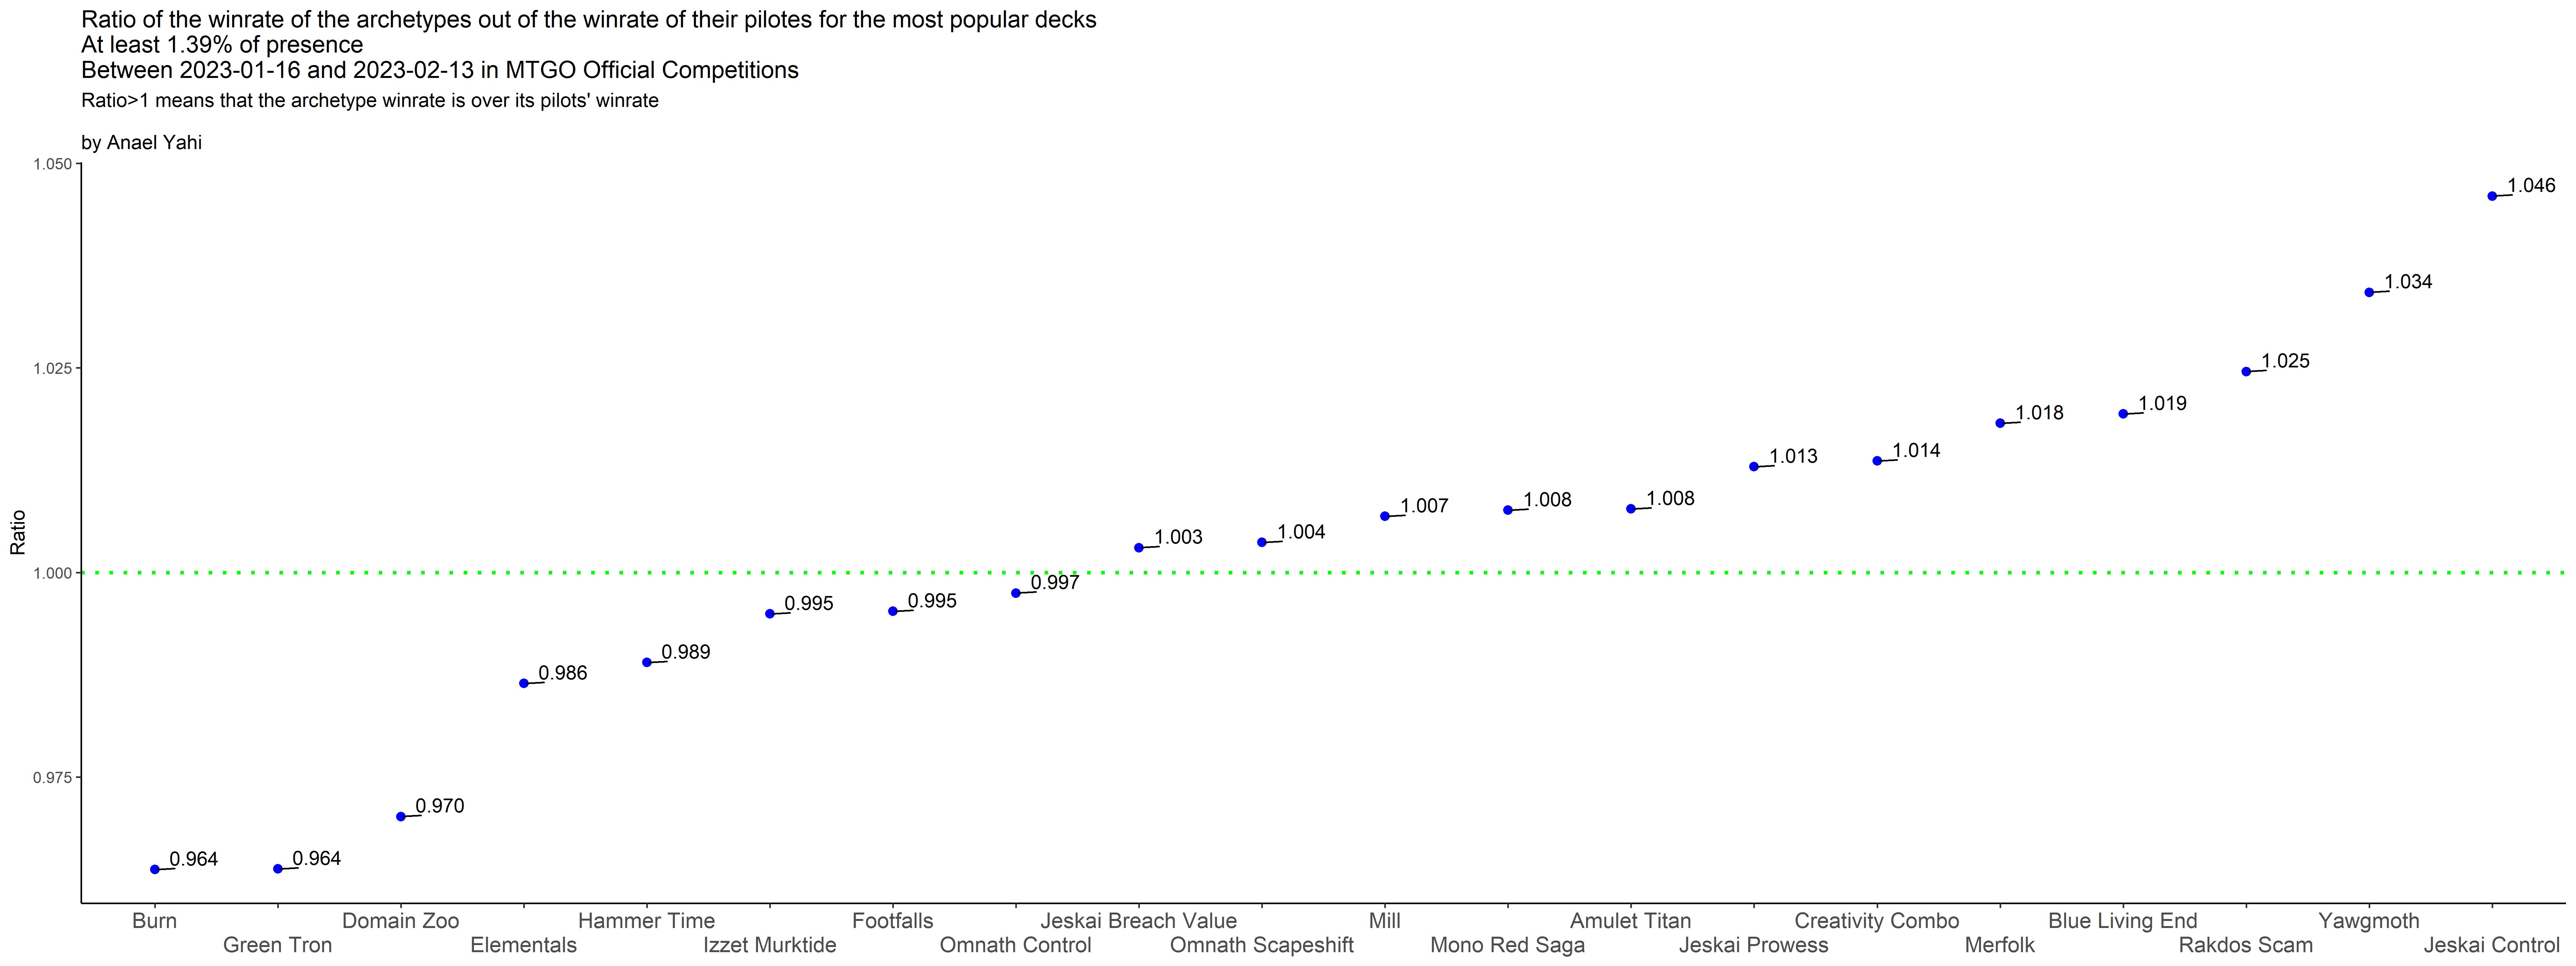 Ratio of the winrate of the archetypes out of the winrate of their pilotes for the most popular decks
At least 1.39% of presence
Between 2023-01-16 and 2023-02-13 in MTGO Official Competitions
Ratio>1 means that the archetype winrate is over its pilots' winrate
by Anael Yahi
1.050
1.025
1.000
0.975
Ratio
0.964
0.964
0.970
0.986
0.989
0.995
0.995
0.997
1.003
1.004
1.007
1.008
1.008
1.013
1.014
1.018
1.019
1.025
1.034
1.046
Burn
Green Tron
Domain Zoo
Elementals
Hammer Time
Izzet Murktide
Footfalls
Omnath Control
Jeskai Breach Value
Omnath Scapeshift
Mill
Mono Red Saga
Amulet Titan
Jeskai Prowess
Creativity Combo
Merfolk
Blue Living End
Rakdos Scam
Yawgmoth
Jeskai Control